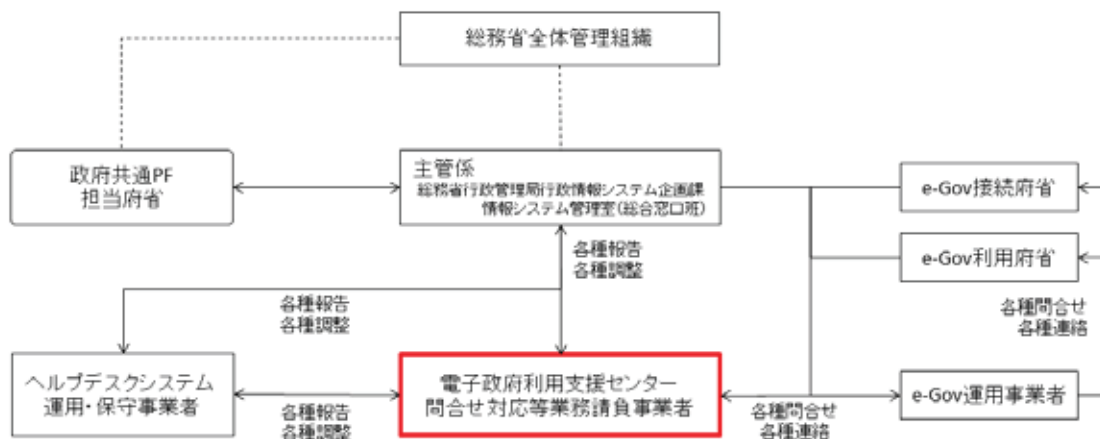 総務省全体管理組織
政府共通PF
担当府省
主管係
総務省行政管理局行政情報システム企画課
情報システム管理室(総合窓口班)
e-Gov接続府省
e-Gov利用府省
各種報告
各種調整
各種報告
各種調整
各種問合せ
各種連絡
ヘルプデスクシステム
運用・保守事業者
各種報告
各種調整
電子政府利用支援センター
問合せ対応等業務請負事業者
各種問合せ
各種連絡
e-Gov運用事業者